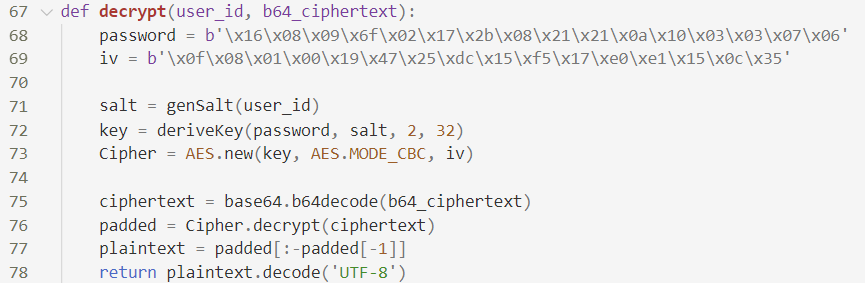 67 def decrypt(user_id, b64_ciphertext):
68 password = b'\x16\x08\x09\x6f\x02\x17\x2b\x08\x21\x21\x0a\x10\x03\x03\x07\x06'
69 iv = b'\x0f\x08\x01\x00\x19\x47\x25\xdc\x15\xf5\x17\xe0\xe1\x15\x0c\x35'
70
71 salt = genSalt(user_id)
72 key = deriveKey(password, salt, 2, 32)
73 Cipher = AES.new(key, AES.MODE_CBC, iv)
74
75 ciphertext = base64.b64decode(b64_ciphertext)
76 padded = Cipher.decrypt(ciphertext)
77 plaintext = padded[:-padded[-1]]
78 return plaintext.decode('UTF-8')